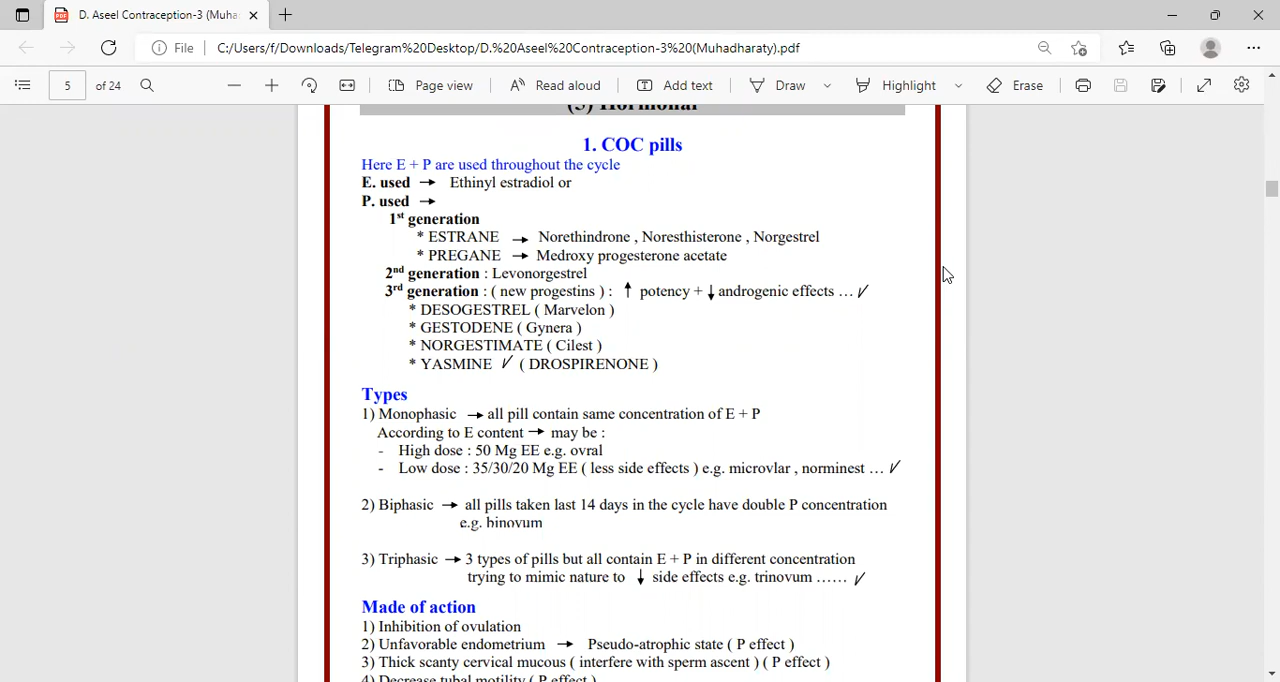 D. Aseel Contraception-3 (Muha
File C:/Users/f/Downloads/Telegram%20Desktop/D.%20Aseel%20Contraception-3%20(Muhadharaty).pdf
5 of 24 Page view Read aloud Add text Draw Highlight Erase
(3) Hormonal
1. COC pills
Here E + P are used throughout the cycle
E. used → Ethinyl estradiol or
P. used →
1st generation
* ESTRANE → Norethindrone , Noresthisterone , Norgestrel
* PREGANE → Medroxy progesterone acetate
2nd generation : Levonorgestrel
3rd generation : ( new progestins ) : ↑ potency + ↓ androgenic effects … ✓
* DESOGESTREL ( Marvelon )
* GESTODENE ( Gynera )
* NORGESTIMATE ( Cilest )
* YASMINE ✓ ( DROSPIRENONE )
Types
1) Monophasic → all pill contain same concentration of E + P
According to E content → may be :
- High dose : 50 Mg EE e.g. ovral
- Low dose : 35/30/20 Mg EE ( less side effects ) e.g. microvlar , norminest … ✓
2) Biphasic → all pills taken last 14 days in the cycle have double P concentration
e.g. binovum
3) Triphasic → 3 types of pills but all contain E + P in different concentration
trying to mimic nature to ↓ side effects e.g. trinovum …… ✓
Made of action
1) Inhibition of ovulation
2) Unfavorable endometrium → Pseudo-atrophic state ( P effect )
3) Thick scanty cervical mucous ( interfere with sperm ascent ) ( P effect )
4) Decrease tubal motility ( P effect )